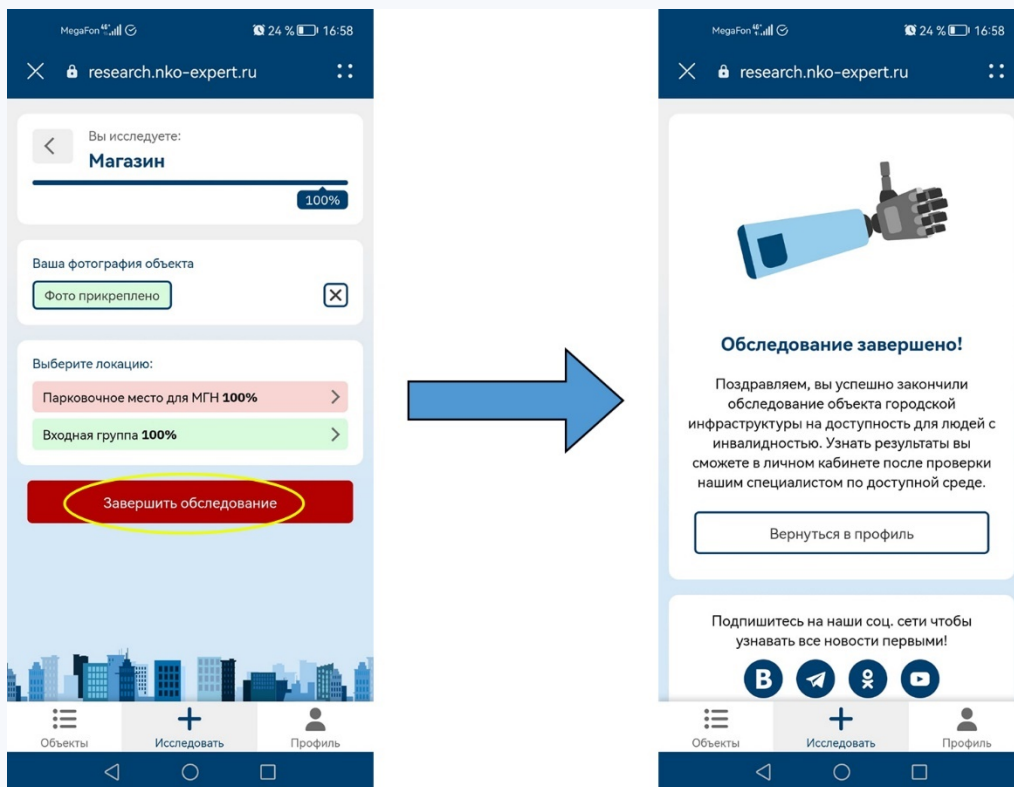 MegaFon 4G 24 % 16:58
research.nko-expert.ru
Вы исследуете:
Магазин
100%
Ваша фотография объекта
Фото прикреплено
Выберите локацию:
Парковочное место для МГН 100%
Входная группа 100%
Завершить обследование
Объекты Исследовать Профиль
MegaFon 4G 24 % 16:58
research.nko-expert.ru
Обследование завершено!
Поздравляем, вы успешно закончили
обследование объекта городской
инфраструктуры на доступность для людей с
инвалидностью. Узнать результаты вы
сможете в личном кабинете после проверки
нашим специалистом по доступной среде.
Вернуться в профиль
Подпишитесь на наши соц. сети чтобы
узнавать все новости первыми!
В
Объекты Исследовать Профиль